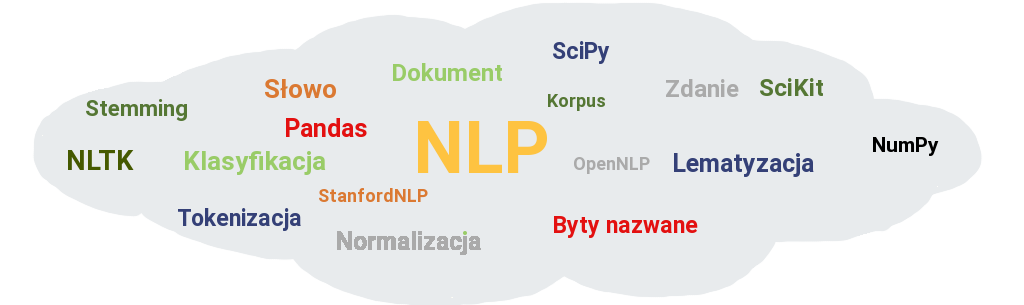 SciPy
Dokument
Słowo
Zdanie
SciKit
Stemming
Korpus
Pandas
NLP
NumPy
NLTK
Klasyfikacja
OpenNLP
Lematyzacja
StanfordNLP
Tokenizacja
Byty nazwane
Normalizacja